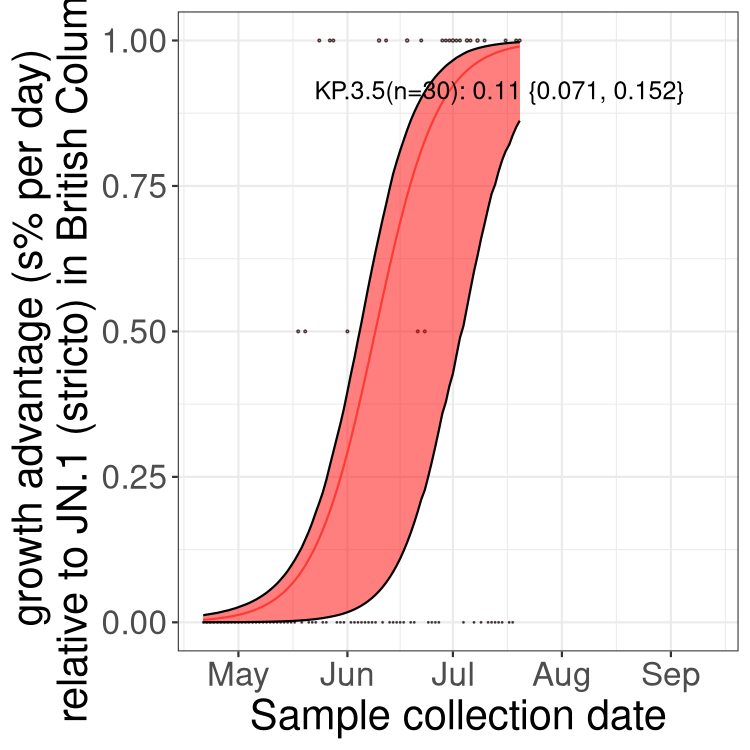 growth advantage (s% per day)
relative to JN.1 (stricto) in British Colum
1.00
0.75
0.50
0.25
0.00
KP.3.5(n=30): 0.11 {0.071, 0.152}
May Jun Jul Aug Sep
Sample collection date